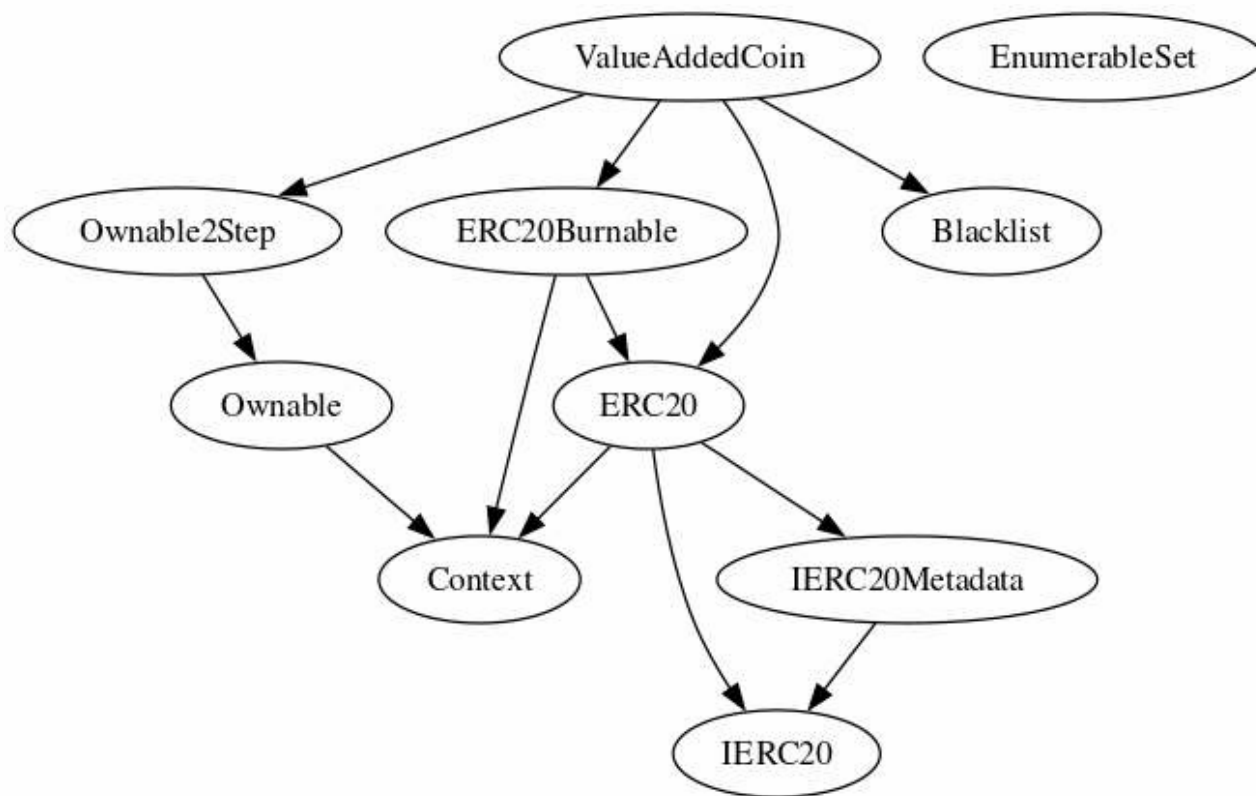 ValueAddedCoin
EnumerableSet
Ownable2Step
ERC20Burnable
Blacklist
Ownable
ERC20
Context
IERC20Metadata
IERC20